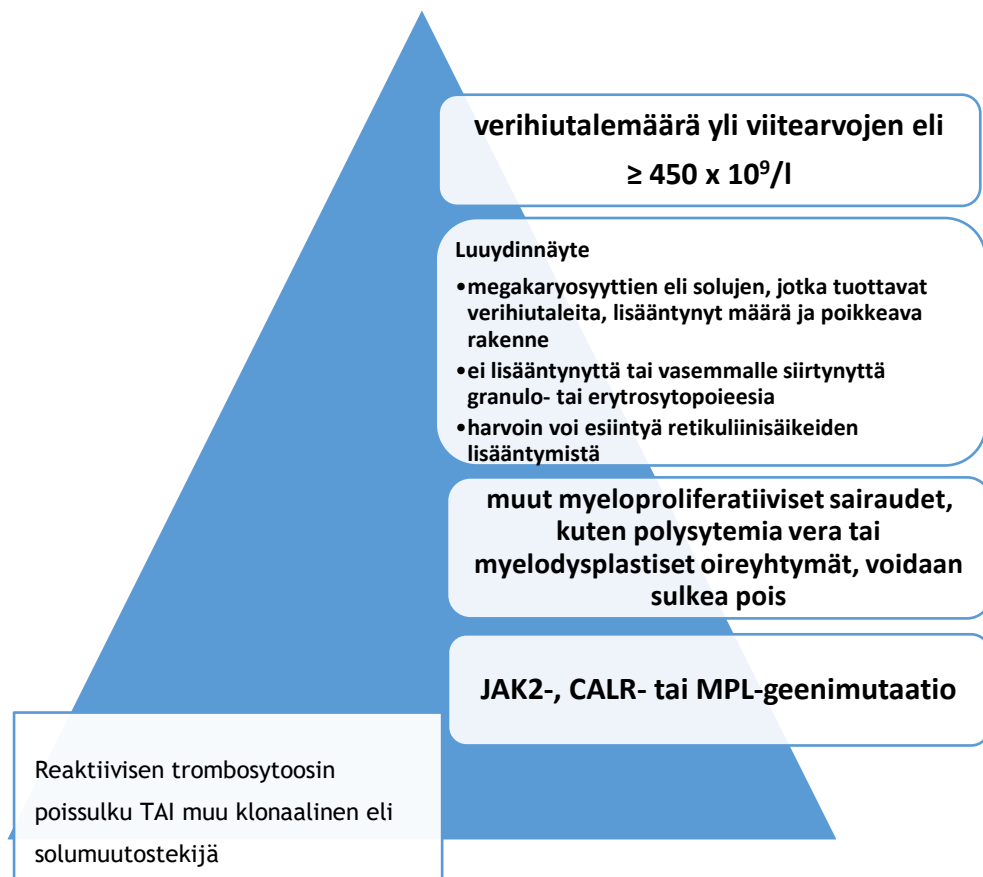 verihiutalemäärä yli viitearvojen eli
≥ 450 x 10⁹/l
Luuydinnäyte
•megakaryosyyttien eli solujen, jotka tuottavat
verihiutaleita, lisääntynyt määrä ja poikkeava
rakenne
•ei lisääntynyttä tai vasemmalle siirtynyttä
granulo- tai erytrosytopoieesia
•harvoin voi esiintyä retikuliinisäikeiden
lisääntymistä
muut myeloproliferatiiviset sairaudet,
kuten polysytemia vera tai
myelodysplastiset oireyhtymät, voidaan
sulkea pois
JAK2-, CALR- tai MPL-geenimutaatio
Reaktiivisen trombosytoosin
poissulku TAI muu klonaalinen eli
solumuutostekijä